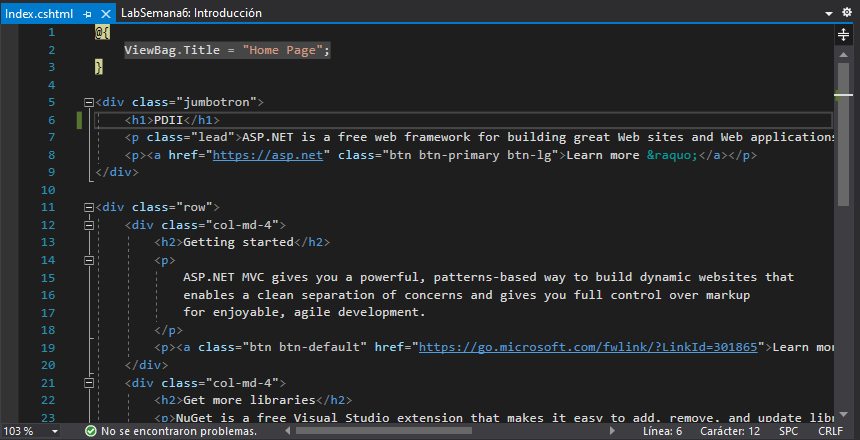 Index.cshtml LabSemana6: Introducción
1 @{
2 ViewBag.Title = "Home Page";
3 }
4
5 <div class="jumbotron">
6 <h1>PDII</h1>
7 <p class="lead">ASP.NET is a free web framework for building great Web sites and Web applications
8 <p><a href="https://asp.net" class="btn btn-primary btn-lg">Learn more &raquo;</a></p>
9 </div>
10
11 <div class="row">
12 <div class="col-md-4">
13 <h2>Getting started</h2>
14 <p>
15 ASP.NET MVC gives you a powerful, patterns-based way to build dynamic websites that
16 enables a clean separation of concerns and gives you full control over markup
17 for enjoyable, agile development.
18 </p>
19 <p><a class="btn btn-default" href="https://go.microsoft.com/fwlink/?LinkId=301865">Learn mor
20 </div>
21 <div class="col-md-4">
22 <h2>Get more libraries</h2>
23 <p>NuGet is a free Visual Studio extension that makes it easy to add, remove, and update libr
103 % No se encontraron problemas. Línea: 6 Carácter: 12 SPC CRLF